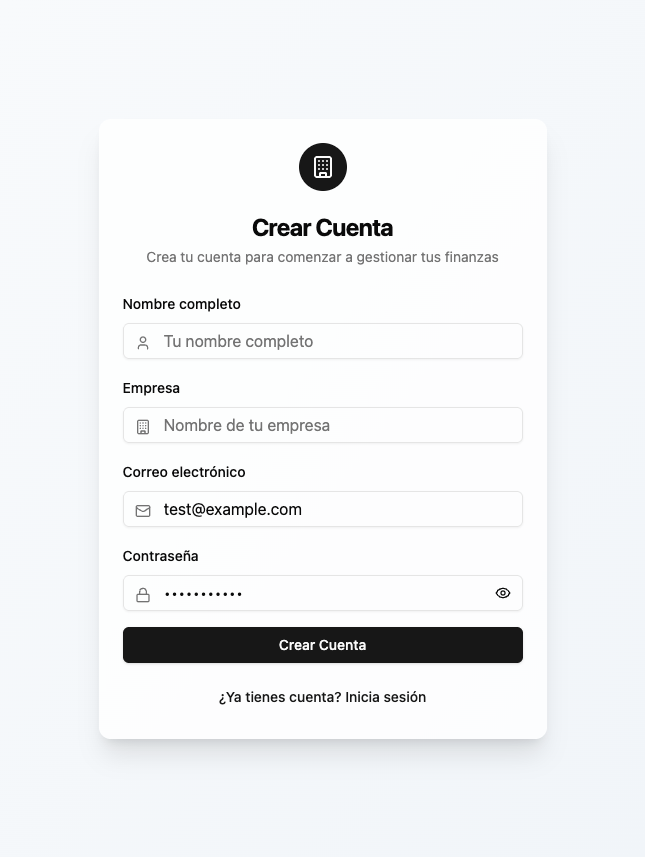 Crear Cuenta
Crea tu cuenta para comenzar a gestionar tus finanzas
Nombre completo
Tu nombre completo
Empresa
Nombre de tu empresa
Correo electrónico
test@example.com
Contraseña
•••••••••••
Crear Cuenta
¿Ya tienes cuenta? Inicia sesión